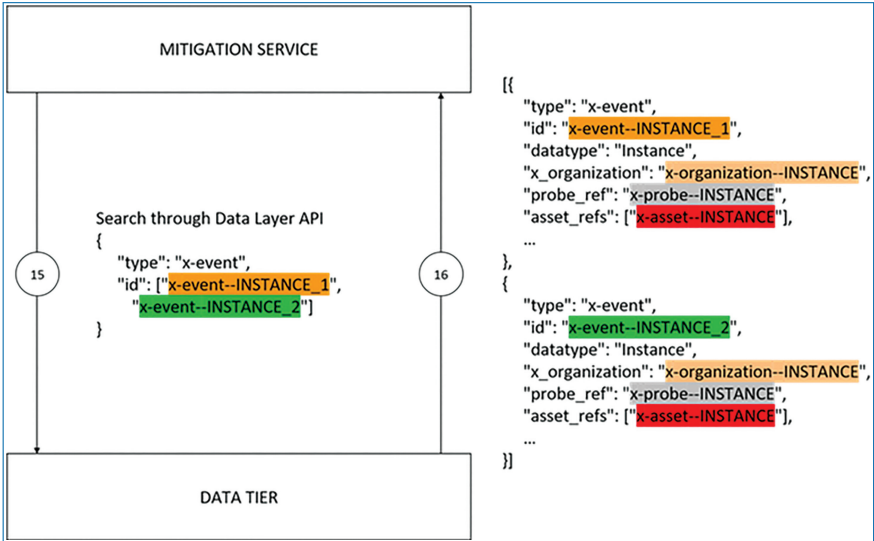 MITIGATION SERVICE
Search through Data Layer API
{
"type": "x-event",
"id": ["x-event--INSTANCE_1",
"x-event--INSTANCE_2"]
}
15
16
[{
"type": "x-event",
"id": "x-event--INSTANCE_1",
"datatype": "Instance",
"x_organization": "x-organization--INSTANCE",
"probe_ref": "x-probe--INSTANCE",
"asset_refs": ["x-asset--INSTANCE"],
...
},
{
"type": "x-event",
"id": "x-event--INSTANCE_2",
"datatype": "Instance",
"x_organization": "x-organization--INSTANCE",
"probe_ref": "x-probe--INSTANCE",
"asset_refs": ["x-asset--INSTANCE"],
...
}]
DATA TIER